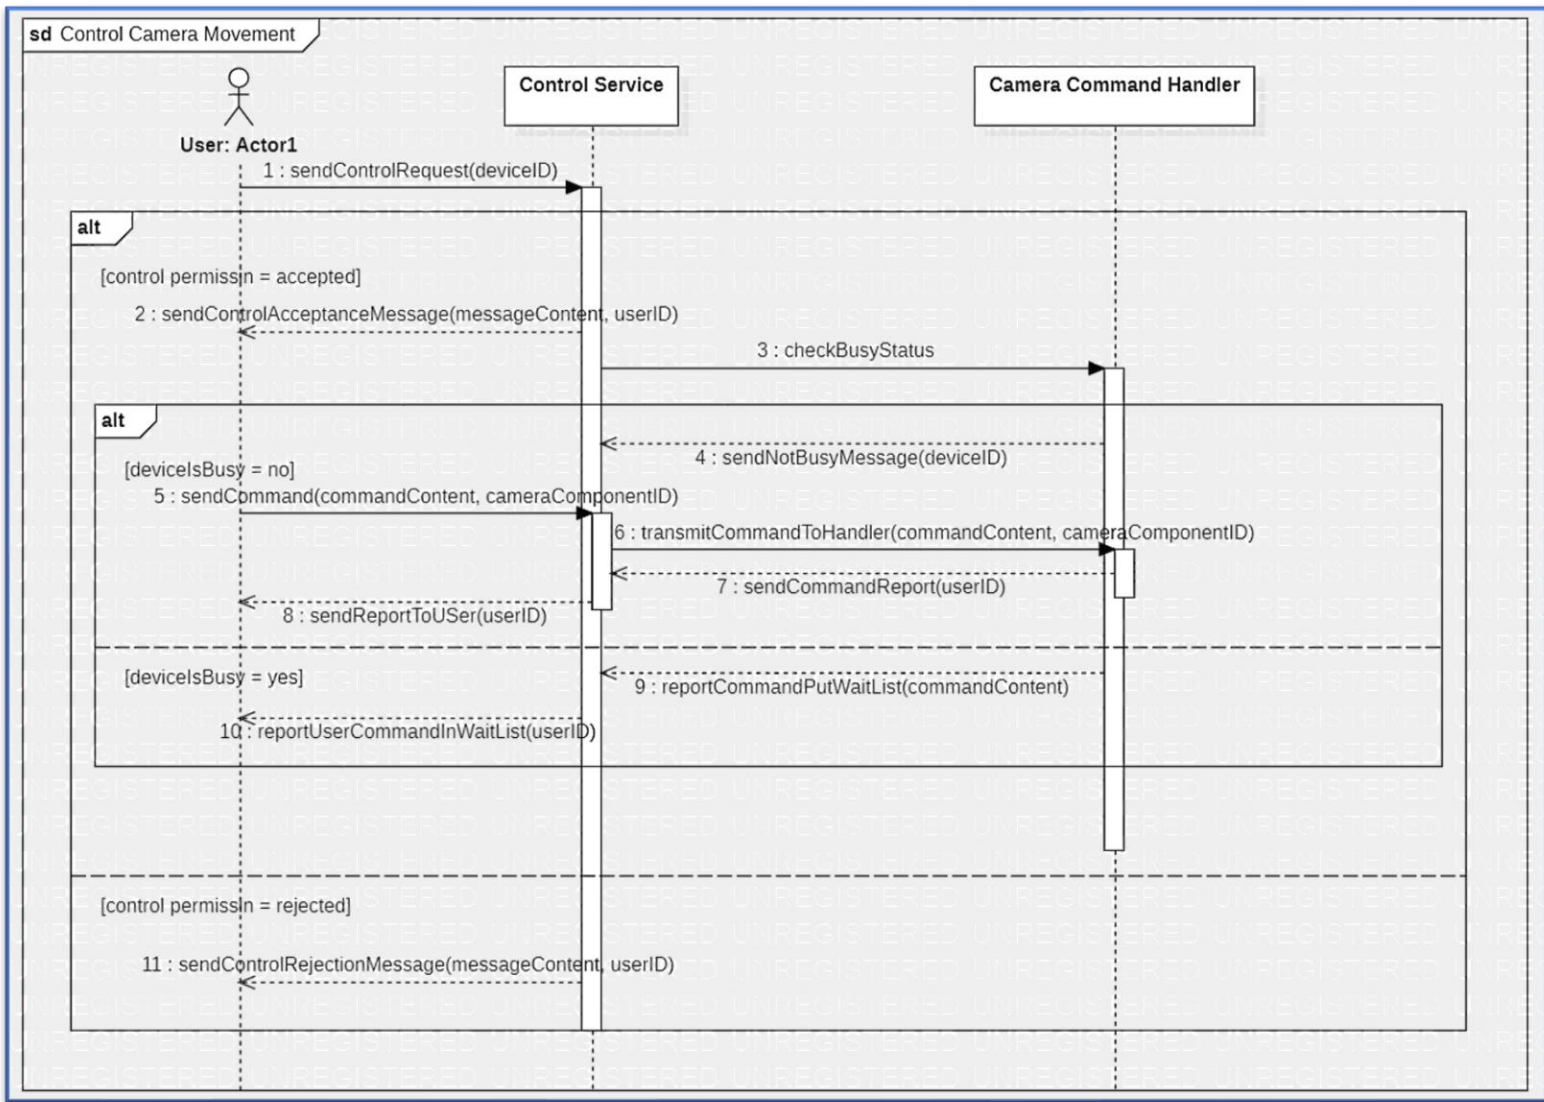 sd Control Camera Movement
Control Service
Camera Command Handler
User: Actor1
1 : sendControlRequest(deviceID)
alt
[control permissin = accepted]
2 : sendControlAcceptanceMessage(messageContent, userID)
3 : checkBusyStatus
alt
4 : sendNotBusyMessage(deviceID)
[deviceIsBusy = no]
5 : sendCommand(commandContent, cameraComponentID)
6 : transmitCommandToHandler(commandContent, cameraComponentID)
7 : sendCommandReport(userID)
8 : sendReportToUSer(userID)
[deviceIsBusy = yes]
9 : reportCommandPutWaitList(commandContent)
10 : reportUserCommandInWaitList(userID)
[control permissin = rejected]
11 : sendControlRejectionMessage(messageContent, userID)
UNREGISTERED